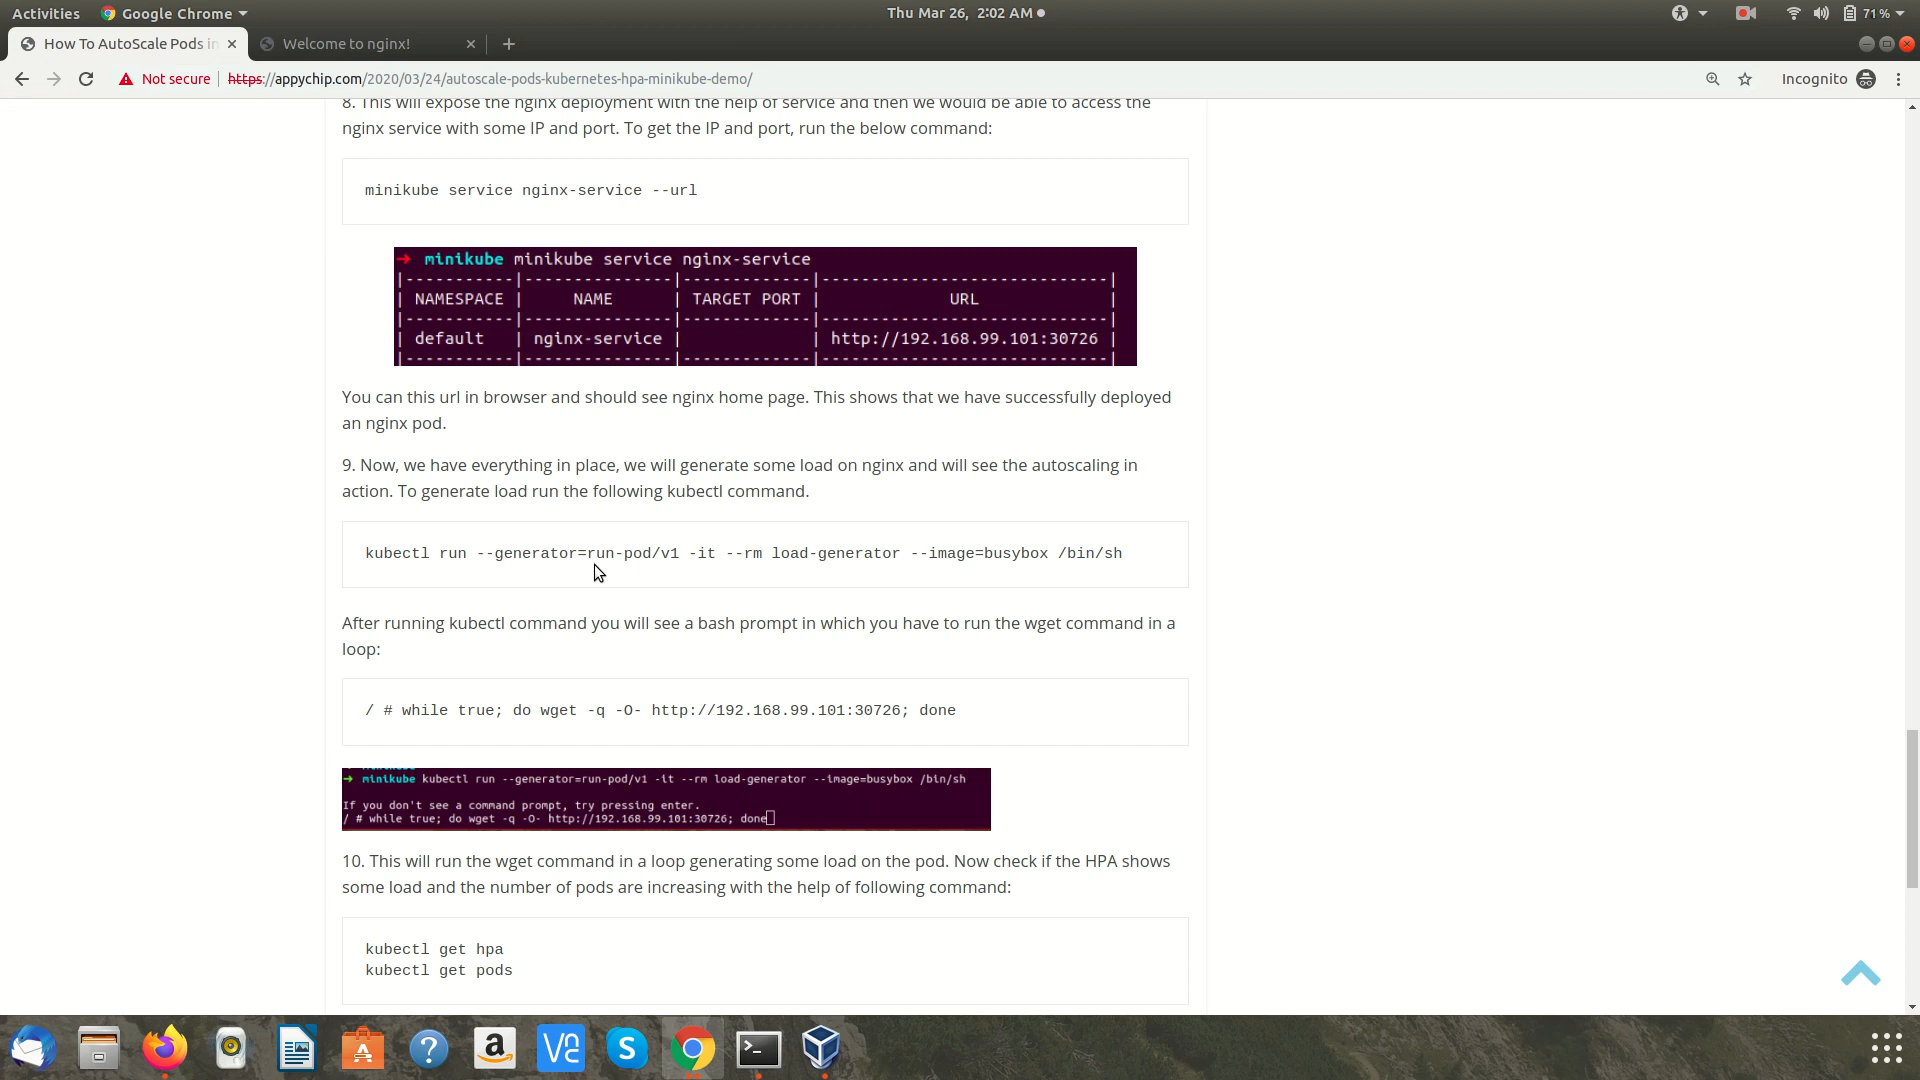 Activities
Google Chrome
Thu Mar 26, 2:02 AM
71 %
How To AutoScale Pods in
Welcome to nginx!
Not secure
https://appychip.com/2020/03/24/autoscale-pods-kubernetes-hpa-minikube-demo/
Incognito
8. This will expose the nginx deployment with the help of service and then we would be able to access the
nginx service with some IP and port. To get the IP and port, run the below command:
minikube service nginx-service --url
➜ minikube minikube service nginx-service
|-----------|---------------|-------------|-----------------------------|
| NAMESPACE | NAME | TARGET PORT | URL |
|-----------|---------------|-------------|-----------------------------|
| default | nginx-service | | http://192.168.99.101:30726 |
|-----------|---------------|-------------|-----------------------------|
You can this url in browser and should see nginx home page. This shows that we have successfully deployed
an nginx pod.
9. Now, we have everything in place, we will generate some load on nginx and will see the autoscaling in
action. To generate load run the following kubectl command.
kubectl run --generator=run-pod/v1 -it --rm load-generator --image=busybox /bin/sh
After running kubectl command you will see a bash prompt in which you have to run the wget command in a
loop:
/ # while true; do wget -q -O- http://192.168.99.101:30726; done
➜ minikube kubectl run --generator=run-pod/v1 -it --rm load-generator --image=busybox /bin/sh
If you don't see a command prompt, try pressing enter.
/ # while true; do wget -q -O- http://192.168.99.101:30726; done
10. This will run the wget command in a loop generating some load on the pod. Now check if the HPA shows
some load and the number of pods are increasing with the help of following command:
kubectl get hpa
kubectl get pods